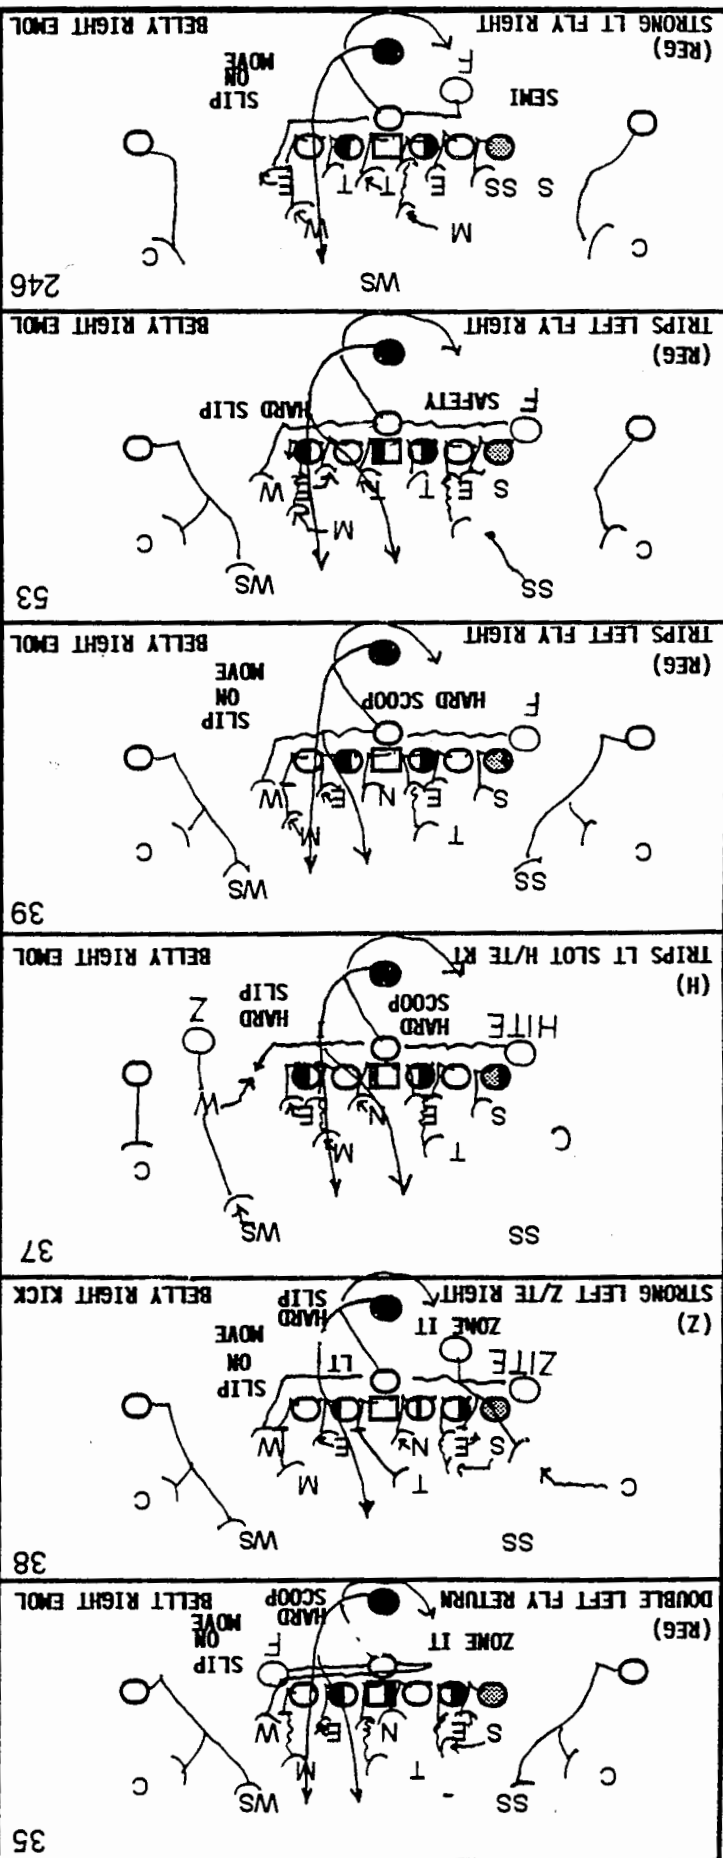 35
SS WS
C T M C
S E N E W
ZONE IT F SLIP
ON
MOVE
(REG) HARD
SCOOP
DOUBLE LEFT FLY RETURN BELLT RIGHT EMOL
38
SS WS
C T M C
S E N E W
ZITE LT SLIP
ON
MOVE
ZONE IT
(Z) HARD
SLIP
STRONG LEFT Z/TE RIGHT BELLY RIGHT KICK
37
SS WS
C T M C
S E N E W
HITE HARD
SCOOP
HARD
SLIP
Z
(H)
TRIPS LT SLOT H/TE RT BELLY RIGHT EMOL
39
SS WS
C T M C
S E N E W
F HARD SCOOP SLIP
ON
MOVE
(REG)
TRIPS LEFT FLY RIGHT BELLY RIGHT EMOL
53
SS WS
C M C
S E T T E W
F SAFETY HARD SLIP
(REG)
TRIPS LEFT FLY RIGHT BELLY RIGHT EMOL
246
WS
C M W C
S SS E T T E
SEMI SLIP
ON
MOVE
F
(REG)
STRONG LT FLY RIGHT BELLY RIGHT EMOL